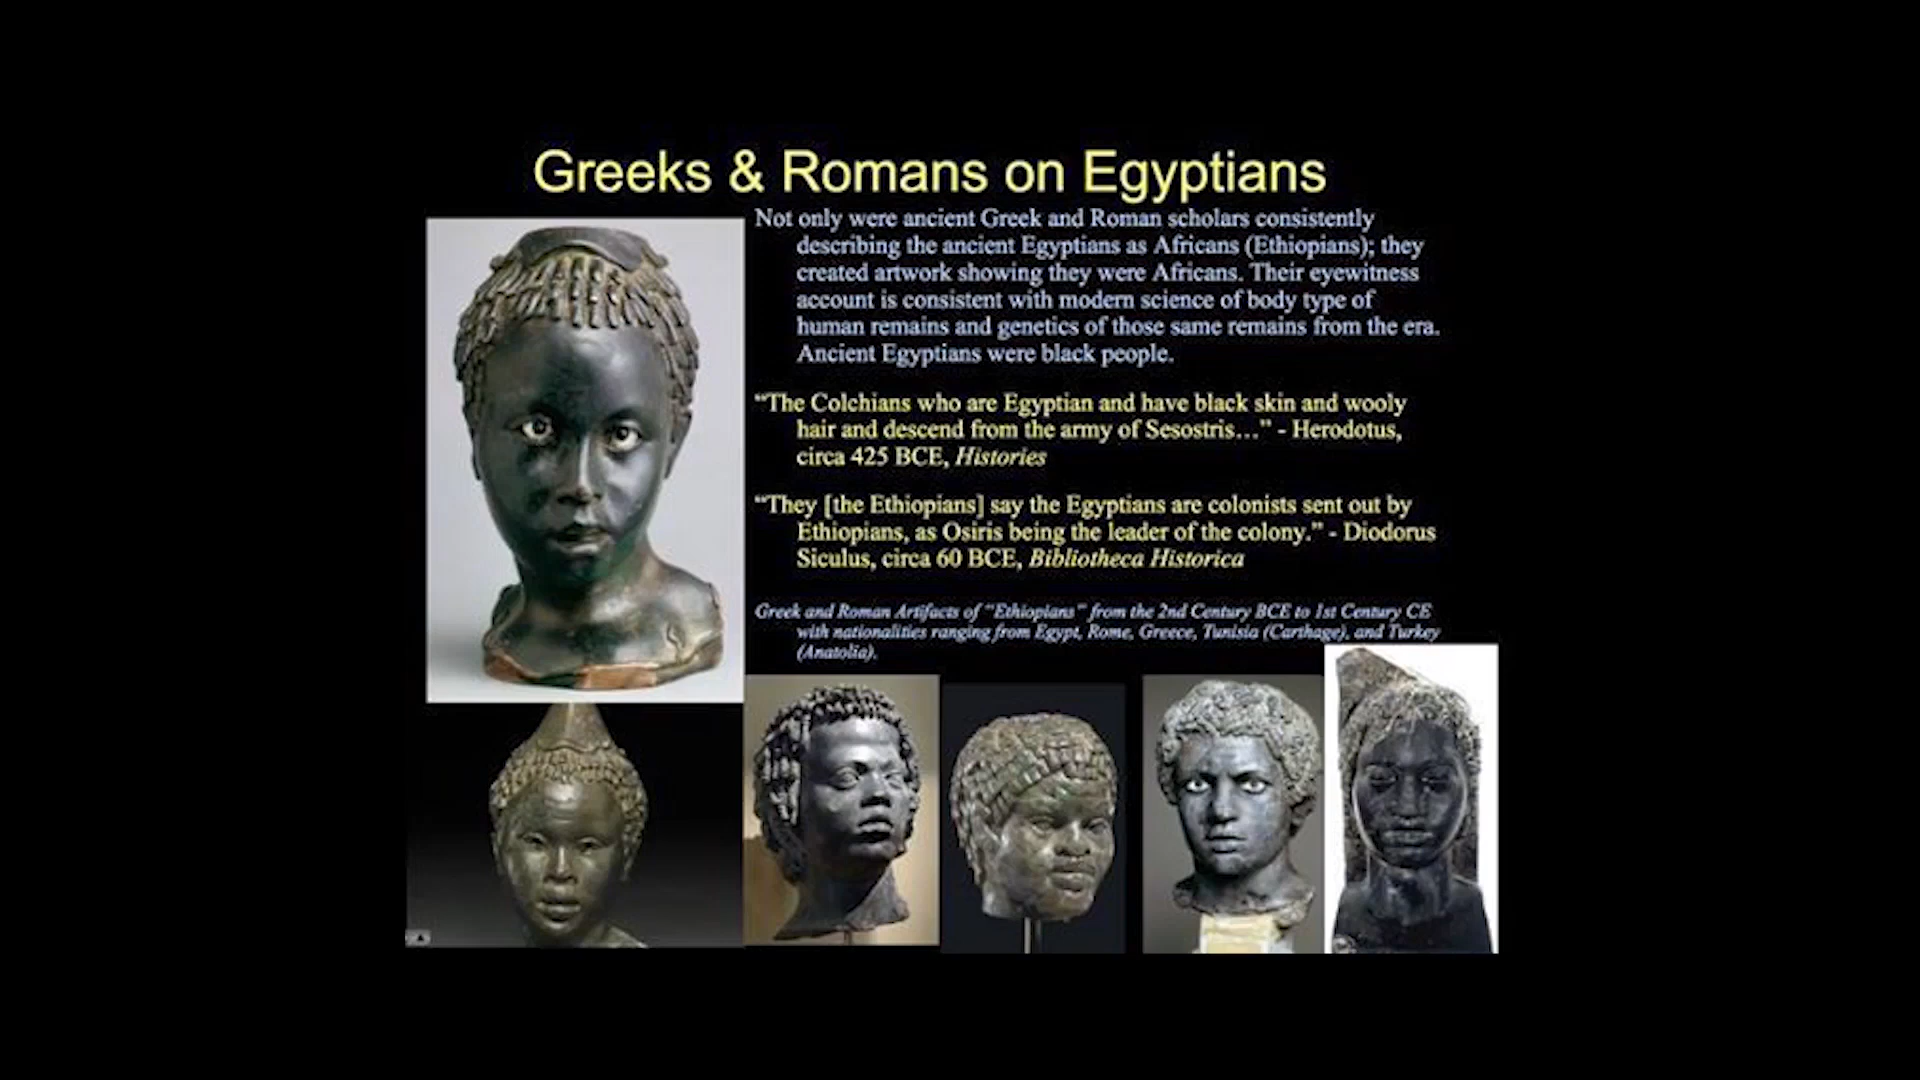 Greeks & Romans on Egyptians
Not only were ancient Greek and Roman scholars consistently
describing the ancient Egyptians as Africans (Ethiopians); they
created artwork showing they were Africans. Their eyewitness
account is consistent with modern science of body type of
human remains and genetics of those same remains from the era.
Ancient Egyptians were black people.
“The Colchians who are Egyptian and have black skin and wooly
hair and descend from the army of Sesostris…” - Herodotus,
circa 425 BCE, Histories
“They [the Ethiopians] say the Egyptians are colonists sent out by
Ethiopians, as Osiris being the leader of the colony.” - Diodorus
Siculus, circa 60 BCE, Bibliotheca Historica
Greek and Roman Artifacts of “Ethiopians” from the 2nd Century BCE to 1st Century CE
with nationalities ranging from Egypt, Rome, Greece, Tunisia (Carthage), and Turkey
(Anatolia).